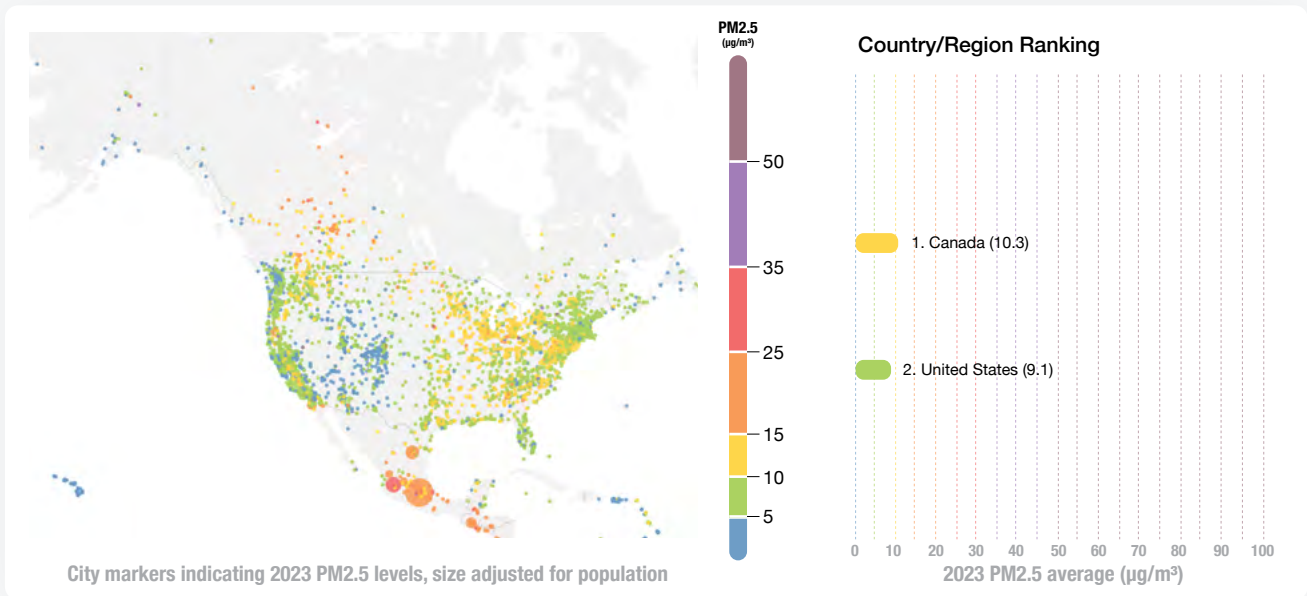 PM2.5
(µg/m³)
50
35
25
15
10
5
City markers indicating 2023 PM2.5 levels, size adjusted for population
Country/Region Ranking
1. Canada (10.3)
2. United States (9.1)
0 10 20 30 40 50 60 70 80 90 100
2023 PM2.5 average (µg/m³)